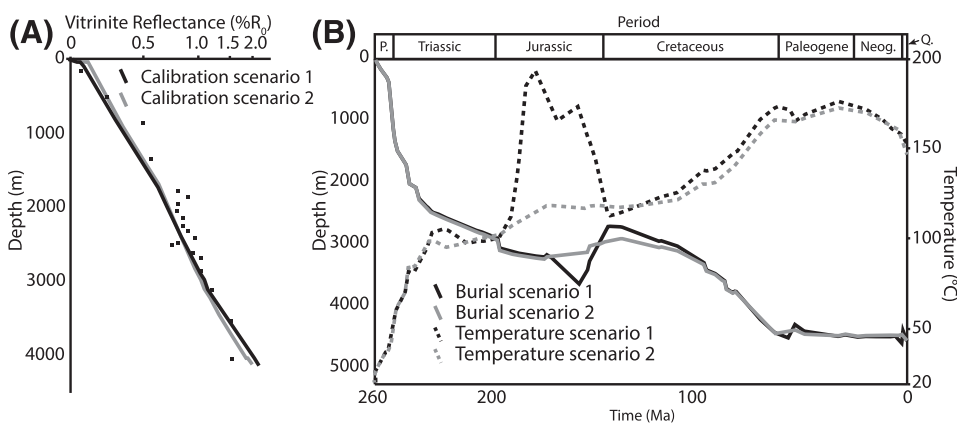 (A)
Vitrinite Reflectance (%R0)
0 0.5 1.0 1.5 2.0
0
1000
2000
3000
4000
Depth (m)
Calibration scenario 1
Calibration scenario 2
(B)
Period
P. Triassic Jurassic Cretaceous Paleogene Neog. Q.
0
1000
2000
3000
4000
5000
Depth (m)
200
150
100
50
20
Temperature (°C)
Burial scenario 1
Burial scenario 2
Temperature scenario 1
Temperature scenario 2
260 200 100 0
Time (Ma)